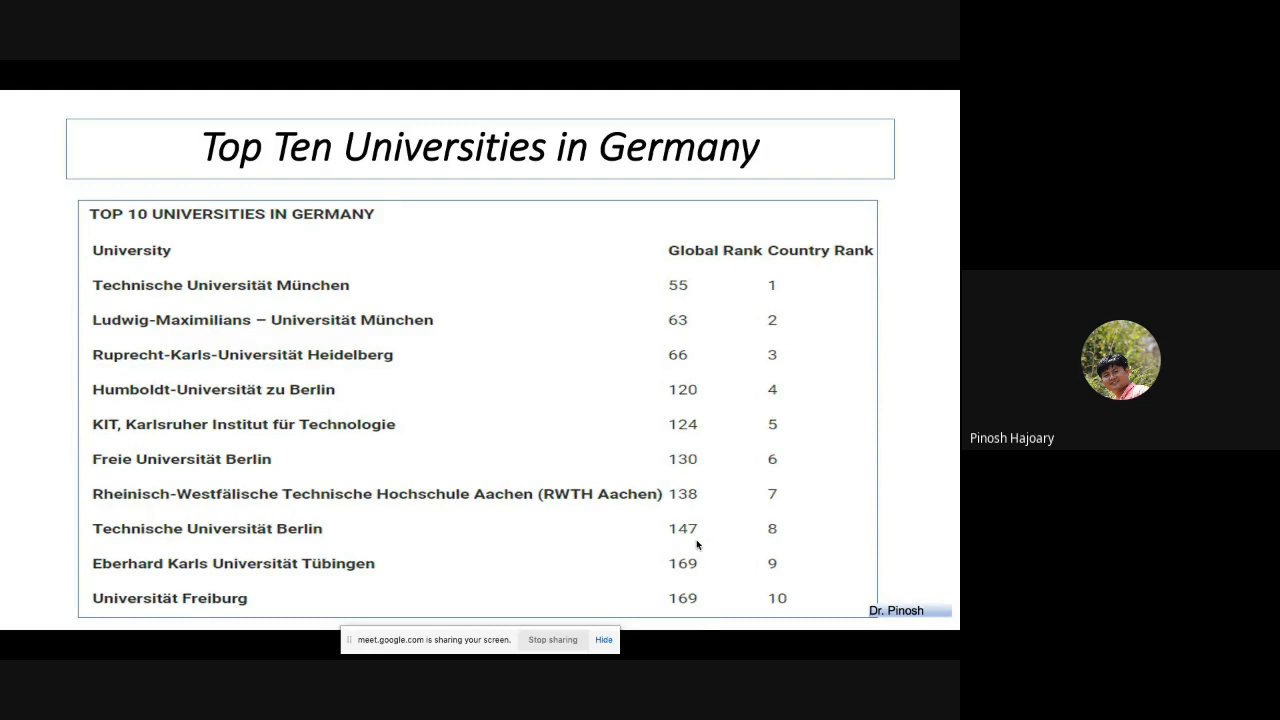 Top Ten Universities in Germany
TOP 10 UNIVERSITIES IN GERMANY
University Global Rank Country Rank
Technische Universität München 55 1
Ludwig-Maximilians – Universität München 63 2
Ruprecht-Karls-Universität Heidelberg 66 3
Humboldt-Universität zu Berlin 120 4
KIT, Karlsruher Institut für Technologie 124 5
Freie Universität Berlin 130 6
Rheinisch-Westfälische Technische Hochschule Aachen (RWTH Aachen) 138 7
Technische Universität Berlin 147 8
Eberhard Karls Universität Tübingen 169 9
Universität Freiburg 169 10
Dr. Pinosh
meet.google.com is sharing your screen. Stop sharing Hide
Pinosh Hajoary